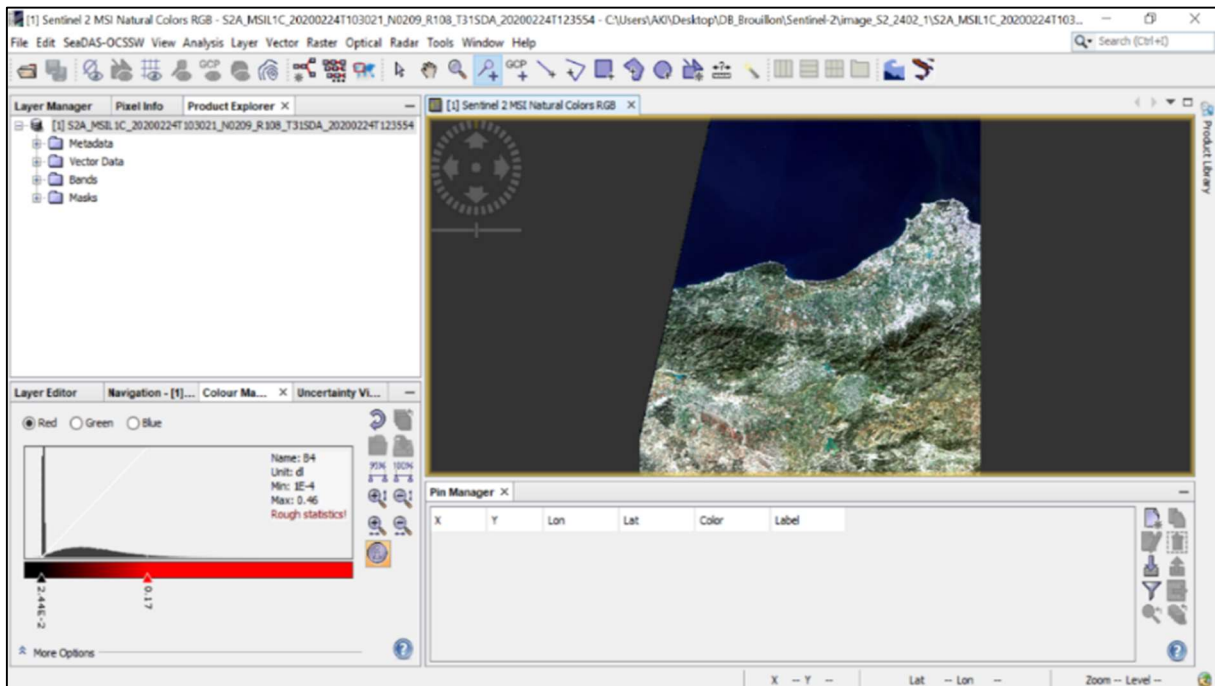 [1] Sentinel 2 MSI Natural Colors RGB - S2A_MSIL1C_20200224T103021_N0209_R108_T31SDA_20200224T123554 - C:\Users\AKI\Desktop\DB_Brouillon\Sentinel-2\image_S2_2402_1\S2A_MSIL1C_20200224T103...
File Edit SeaDAS-OCSSW View Analysis Layer Vector Raster Optical Radar Tools Window Help
Search (Ctrl+I)
GCP GCP
Layer Manager Pixel Info Product Explorer
[1] S2A_MSIL1C_20200224T103021_N0209_R108_T31SDA_20200224T123554
Metadata
Vector Data
Bands
Masks
[1] Sentinel 2 MSI Natural Colors RGB
Product Library
Layer Editor Navigation - [1]... Colour Ma... Uncertainty Vi...
Red Green Blue
Name: B4
Unit: dl
Min: 1E-4
Max: 0.46
Rough statistics!
95% 100%
2.44E-2
0.17
More Options
Pin Manager
X Y Lon Lat Color Label
X -- Y -- Lat -- Lon -- Zoom -- Level --